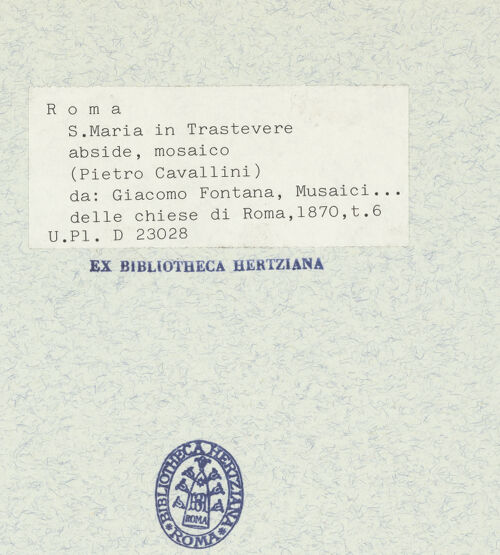 Roma
S.Maria in Trastevere
abside, mosaico
(Pietro Cavallini)
da: Giacomo Fontana, Musaici...
delle chiese di Roma,1870,t.6
U.Pl. D 23028
EX BIBLIOTHECA HERTZIANA
BIBLIOTHECA HERTZIANA
ROMA
ROMA